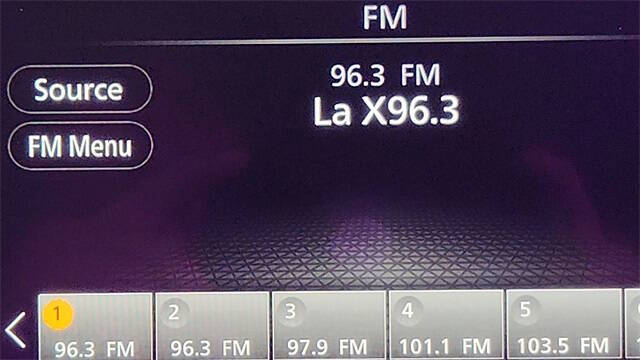 FM
Source
96.3 FM
La X96.3
FM Menu
1 2 3 4 5
96.3 FM 96.3 FM 97.9 FM 101.1 FM 103.5 FM